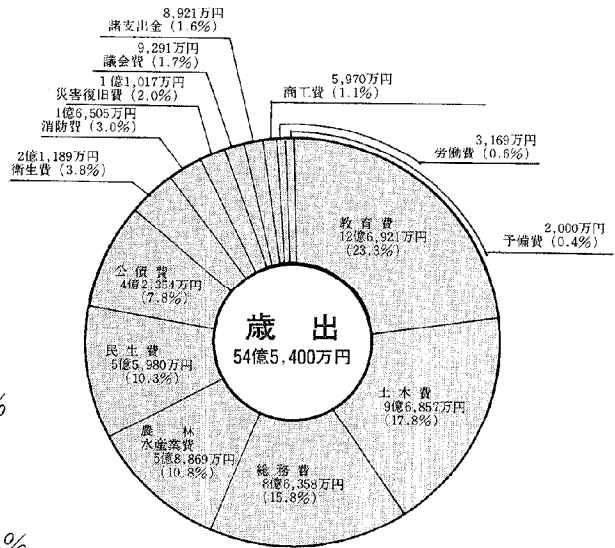 8,921万円
諸支出金 (1.6%)
9,291万円
議会費 (1.7%)
1億1,017万円
災害復旧費 (2.0%)
1億6,505万円
消防費 (3.0%)
2億1,189万円
衛生費 (3.8%)
5,970万円
商工費 (1.1%)
3,169万円
労働費 (0.6%)
2,000万円
予備費 (0.4%)
教育費
12億6,921万円
(23.3%)
土木費
9億6,857万円
(17.8%)
総務費
8億6,358万円
(15.8%)
農林
水産業費
5億8,869万円
(10.8%)
民生費
5億5,980万円
(10.3%)
公債費
4億2,354万円
(7.8%)
歳出
54億5,400万円
%
%